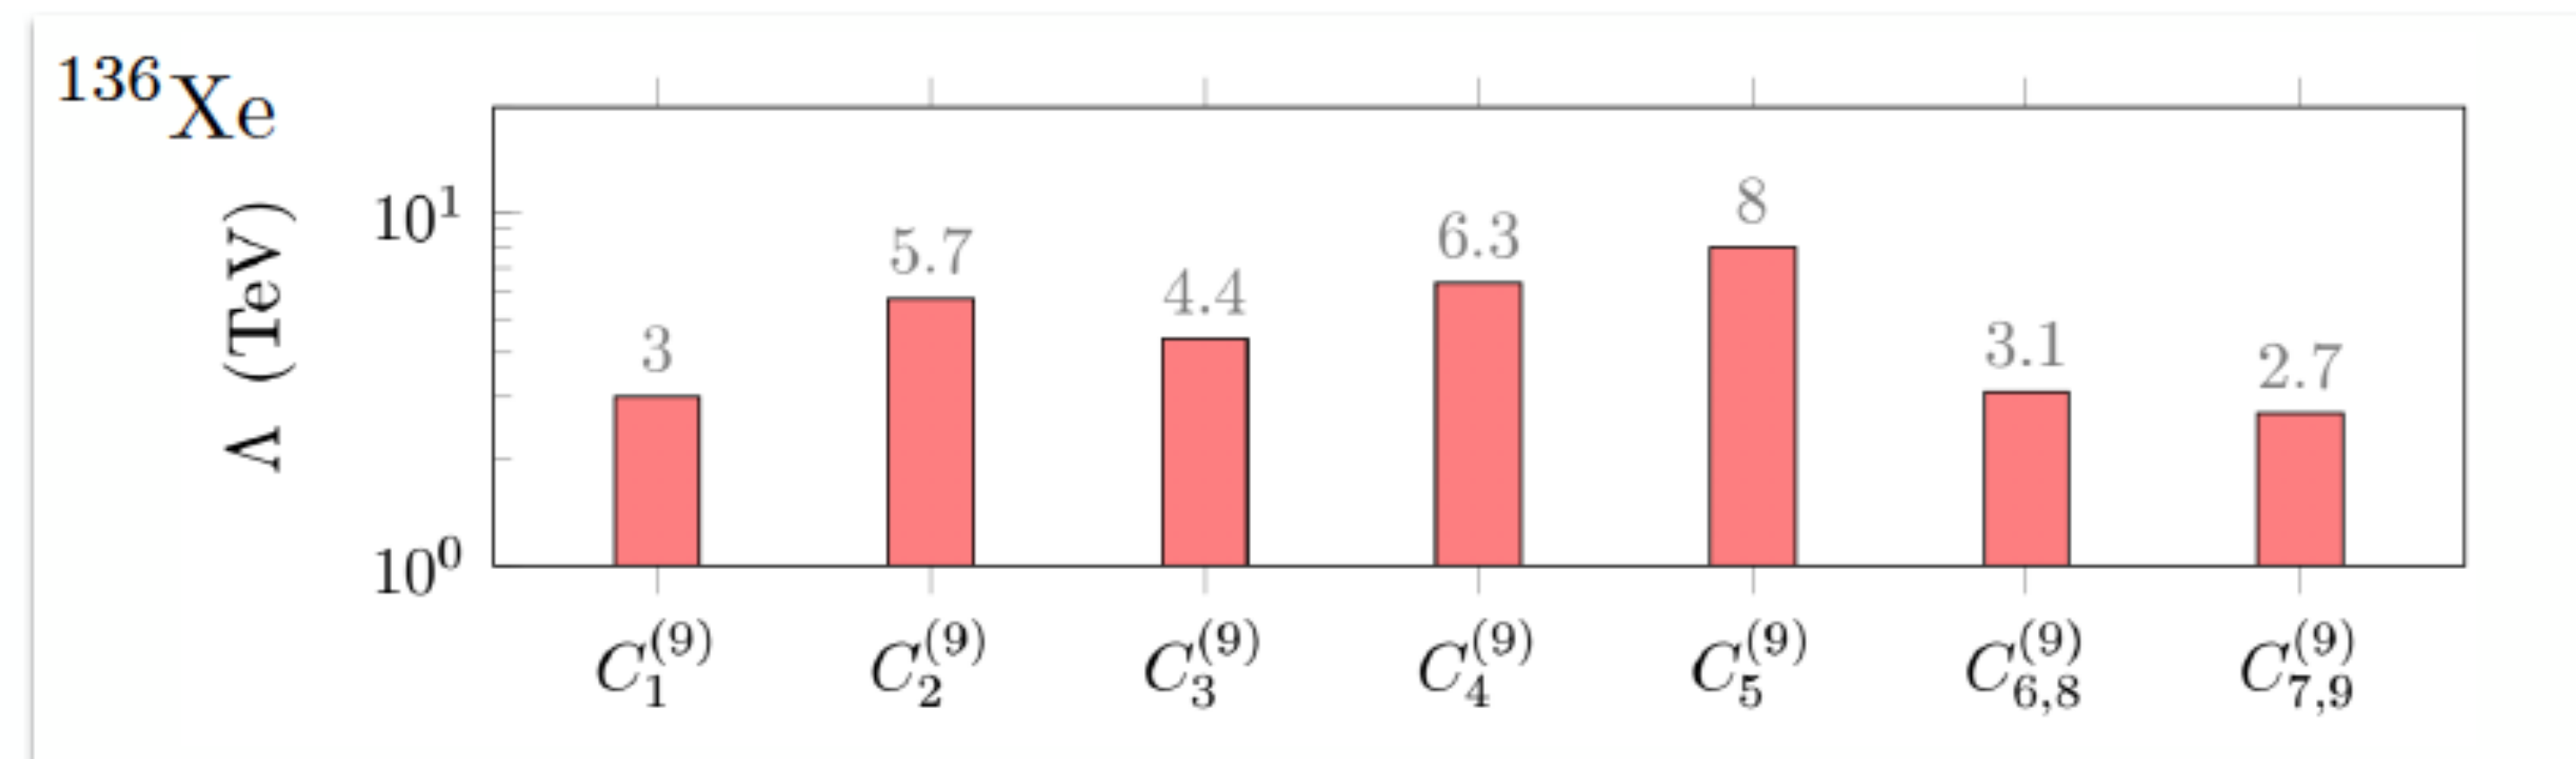 ¹³⁶Xe
Λ (TeV)
10¹
10⁰
3
5.7
4.4
6.3
8
3.1
2.7
C₁⁽⁹⁾
C₂⁽⁹⁾
C₃⁽⁹⁾
C₄⁽⁹⁾
C₅⁽⁹⁾
C₆,₈⁽⁹⁾
C₇,₉⁽⁹⁾